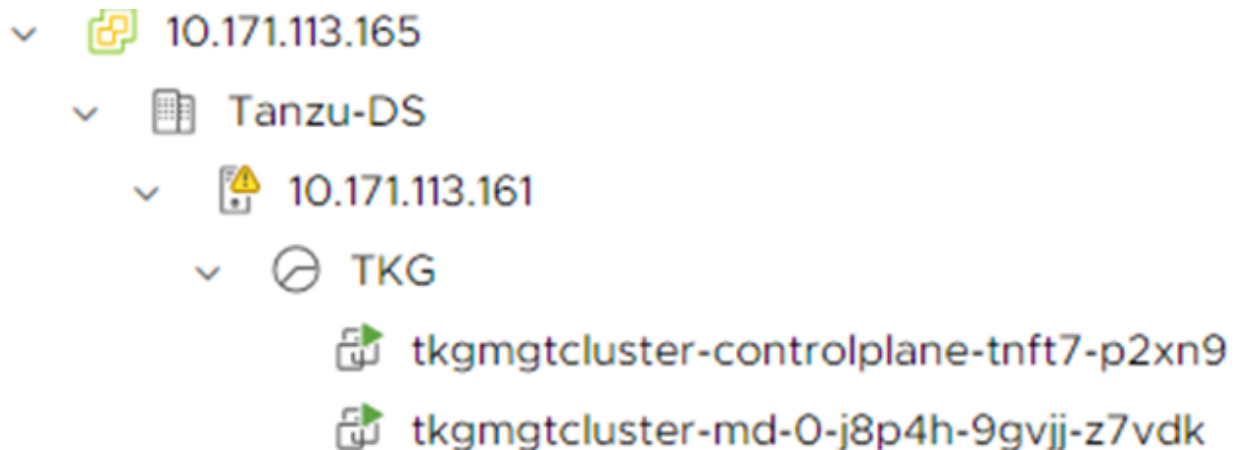 10.171.113.165
Tanzu-DS
10.171.113.161
TKG
tkgmgtcluster-controlplane-tnft7-p2xn9
tkgmgtcluster-md-0-j8p4h-9gvjj-z7vdk